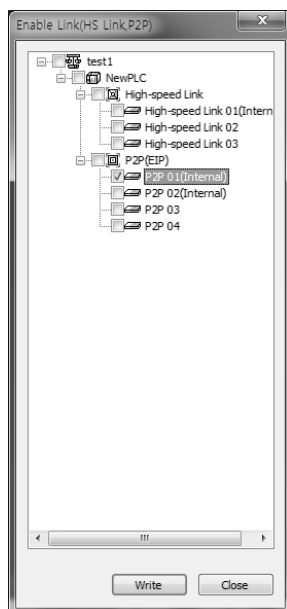 Enable Link(HS Link,P2P)
test1
NewPLC
High-speed Link
High-speed Link 01(Intern
High-speed Link 02
High-speed Link 03
P2P(EIP)
P2P 01(Internal)
P2P 02(Internal)
P2P 03
P2P 04
Write Close